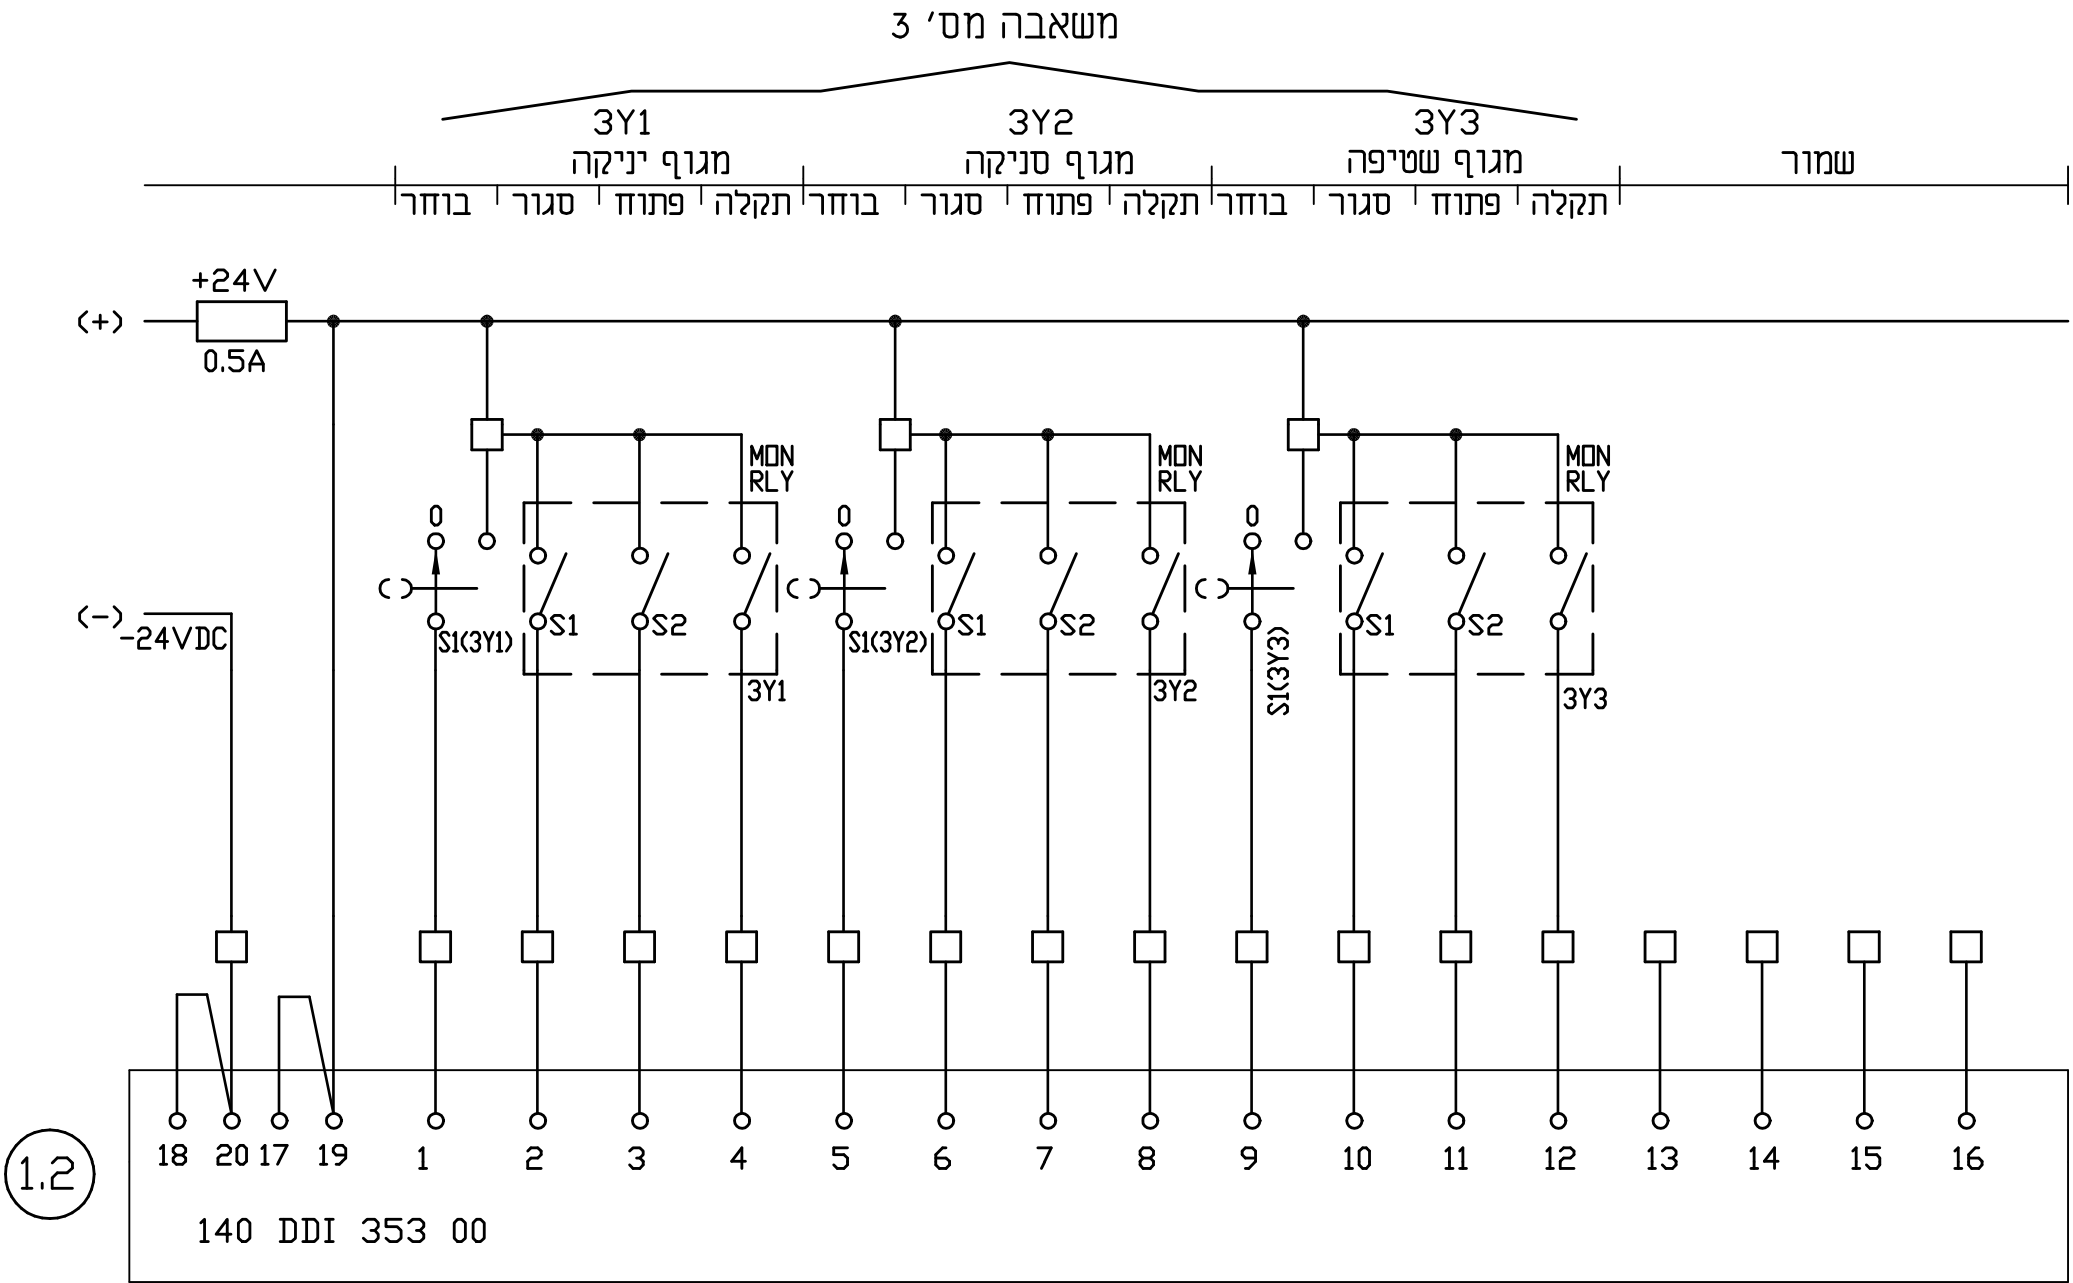 משאבה מס' 3
3Y1 3Y2 3Y3
מגוף יניקה מגוף סניקה מגוף שטיפה שמור
בוחר סגור פתוח תקלה בוחר סגור פתוח תקלה בוחר סגור פתוח תקלה
+24V
(+)
0.5A
MON MON MON
RLY RLY RLY
0 0 0
(-)
-24VDC
S1 S2 S1 S2 S1 S2
S1(3Y1) S1(3Y2) S1(3Y3)
3Y1 3Y2 3Y3
18 20 17 19 1 2 3 4 5 6 7 8 9 10 11 12 13 14 15 16
1.2
140 DDI 353 00